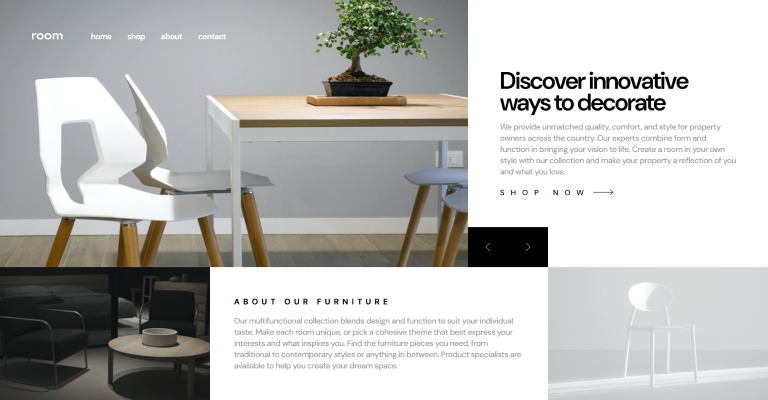 room
home shop about contact
Discover innovative
ways to decorate
We provide unmatched quality, comfort, and style for property
owners across the country. Our experts combine form and
function in bringing your vision to life. Create a room in your own
style with our collection and make your property a reflection of you
and what you love.
SHOP NOW
ABOUT OUR FURNITURE
Our multifunctional collection blends design and function to suit your individual
taste. Make each room unique, or pick a cohesive theme that best express your
interests and what inspires you. Find the furniture pieces you need, from
traditional to contemporary styles or anything in between. Product specialists are
available to help you create your dream space.